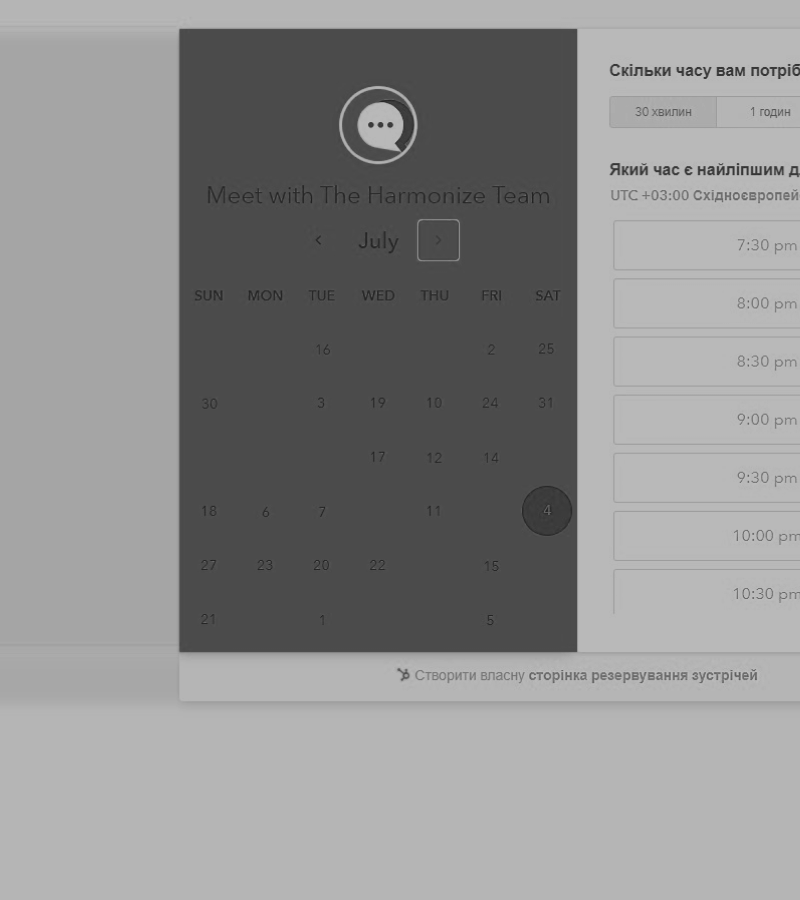 Meet with The Harmonize Team
July
SUN MON TUE WED THU FRI SAT
16 2 25
30 3 19 10 24 31
17 12 14
18 6 7 11 4
27 23 20 22 15
21 1 5
Скільки часу вам потріб
30 хвилин 1 годин
Який час є найліпшим д
UTC +03:00 Східноєвропей
7:30 pm
8:00 pm
8:30 pm
9:00 pm
9:30 pm
10:00 pm
10:30 pm
Створити власну сторінка резервування зустрічей